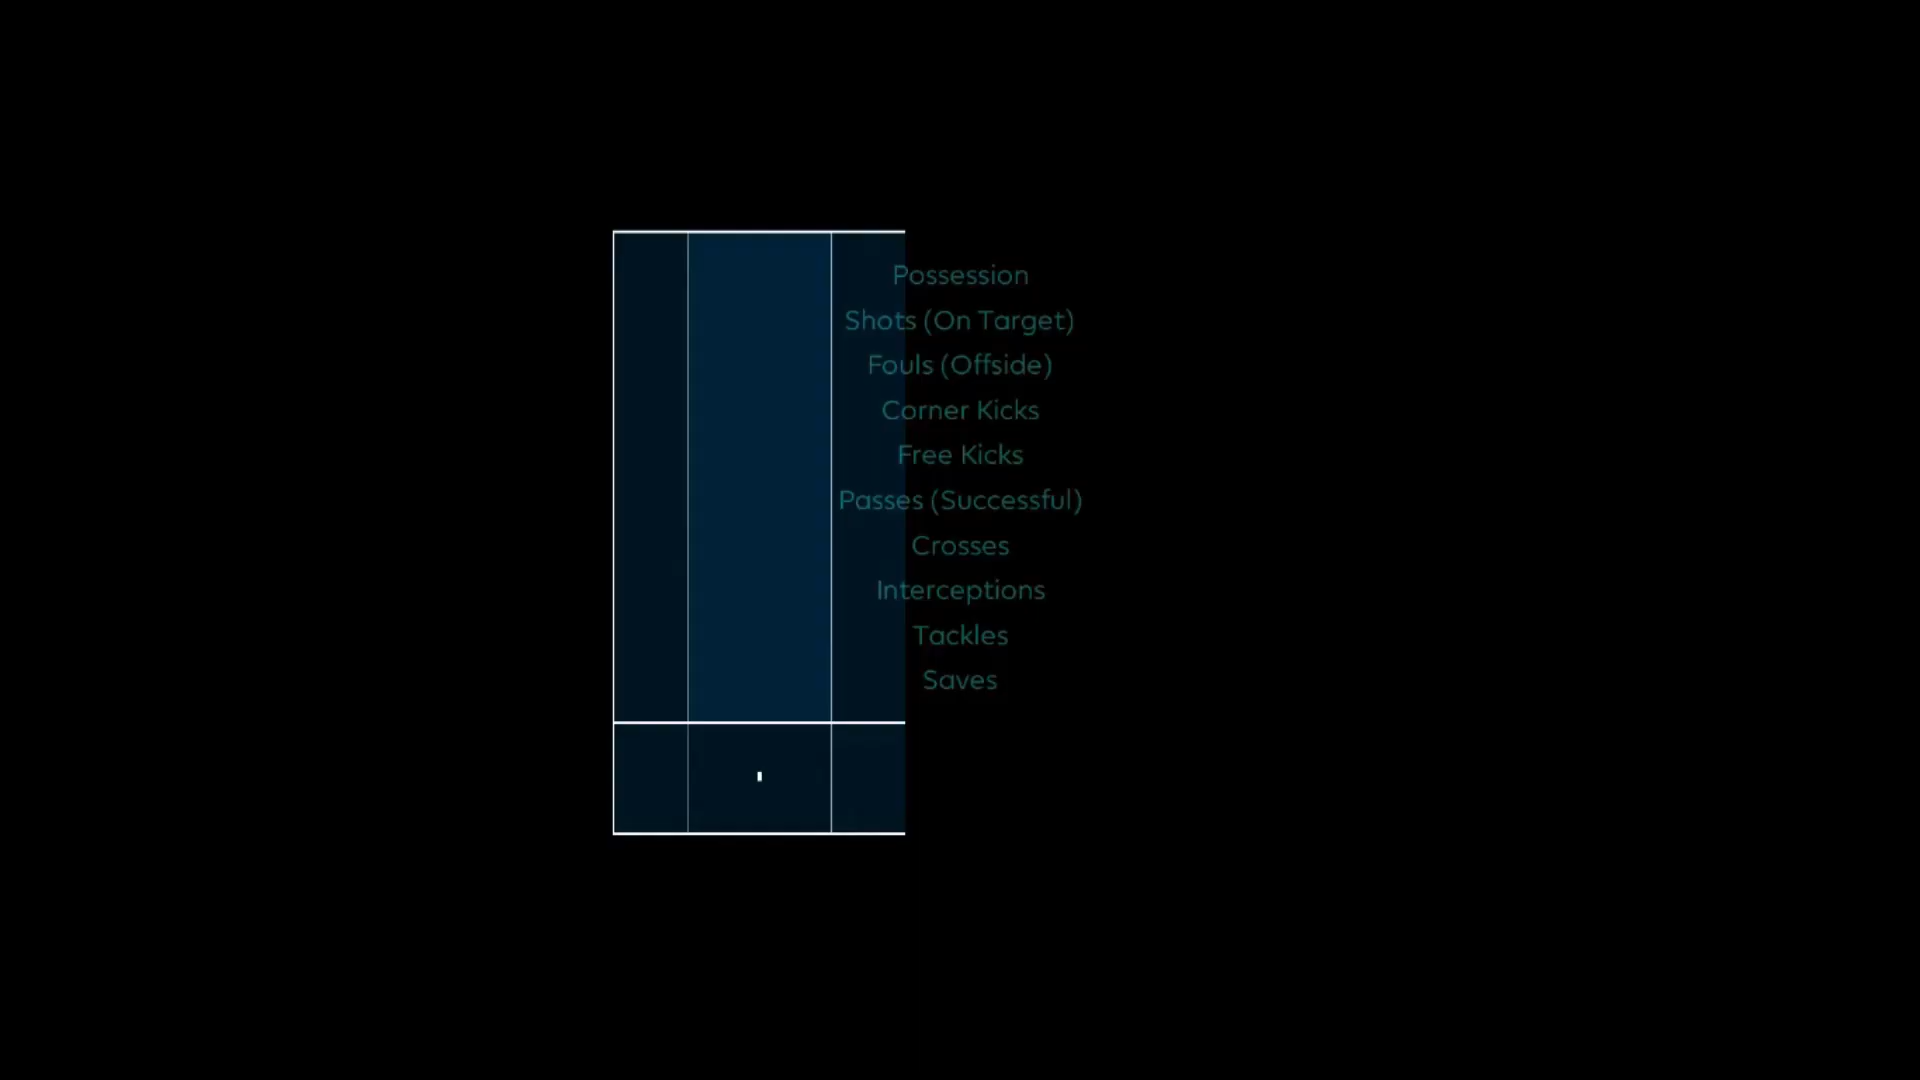 Possession
Shots (On Target)
Fouls (Offside)
Corner Kicks
Free Kicks
Passes (Successful)
Crosses
Interceptions
Tackles
Saves